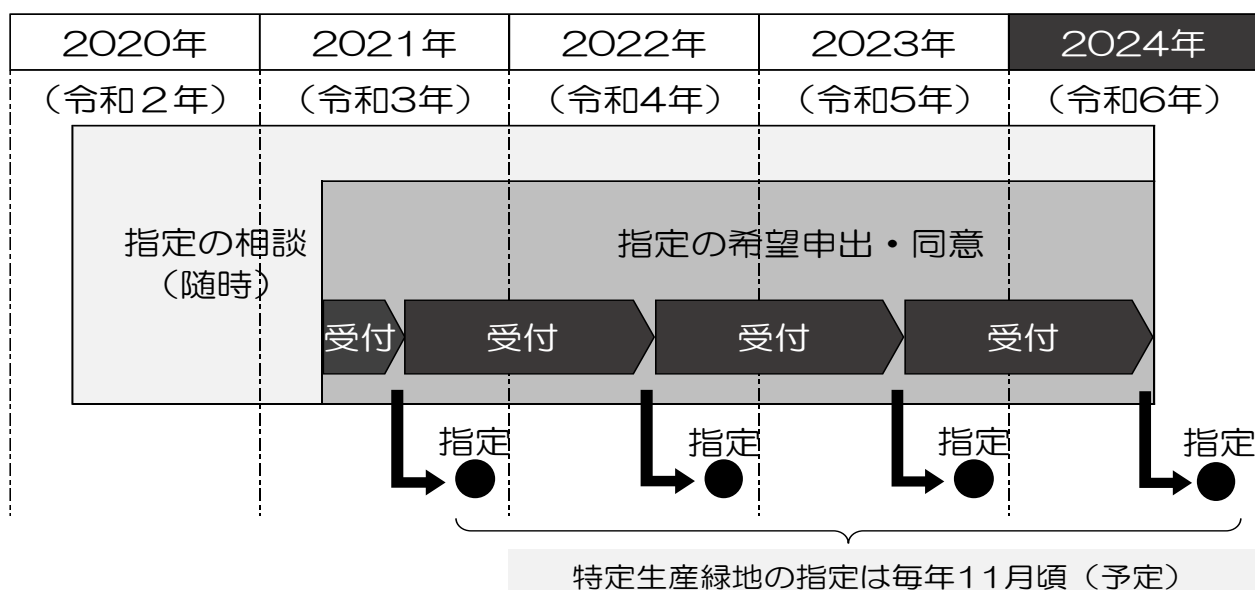 2020年 2021年 2022年 2023年 2024年
(令和2年) (令和3年) (令和4年) (令和5年) (令和6年)
指定の相談
(随時)
指定の希望申出・同意
受付 受付 受付 受付
指定 指定 指定 指定
特定生産緑地の指定は毎年11月頃(予定)